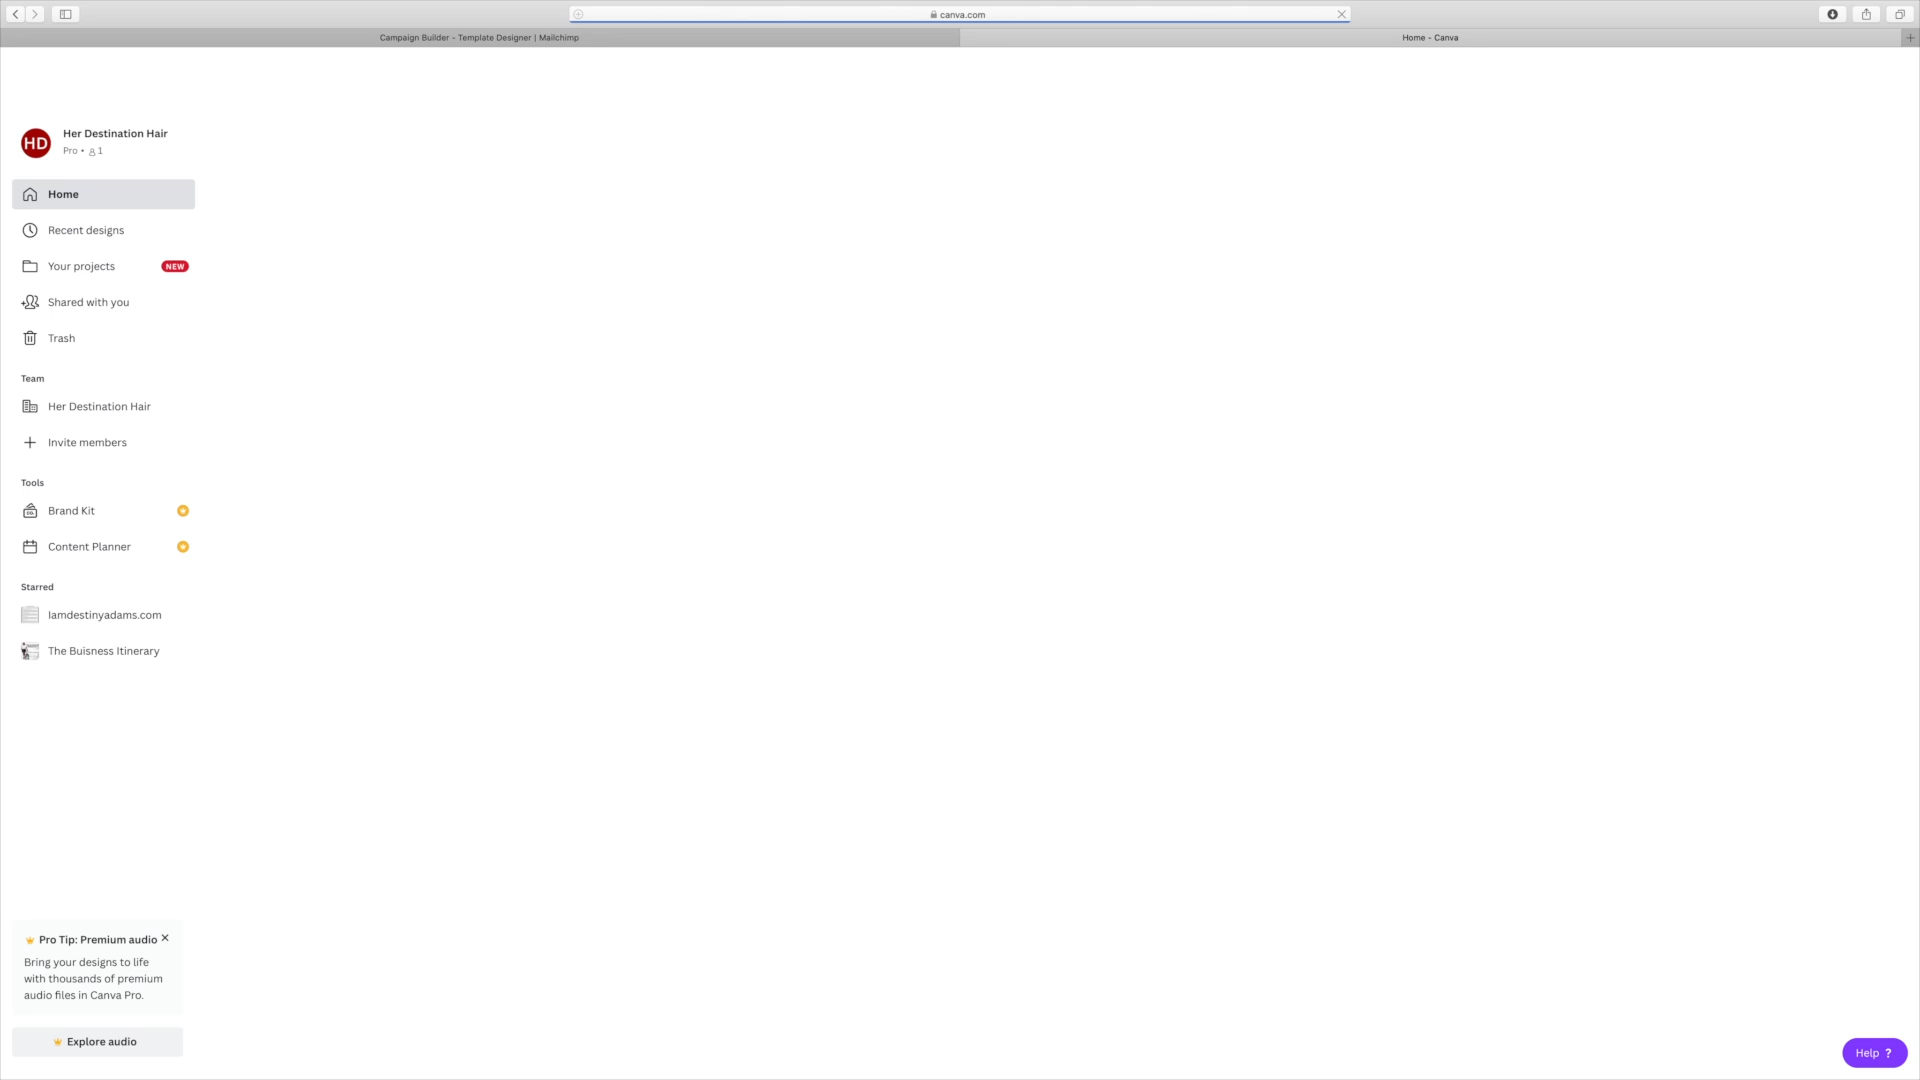 canva.com
Campaign Builder - Template Designer | Mailchimp
Home - Canva
HD
Her Destination Hair
Pro • 1
Home
Recent designs
Your projects NEW
Shared with you
Trash
Team
Her Destination Hair
Invite members
Tools
Brand Kit
Content Planner
Starred
Iamdestinyadams.com
The Buisness Itinerary
Pro Tip: Premium audio
Bring your designs to life
with thousands of premium
audio files in Canva Pro.
Explore audio
Help ?